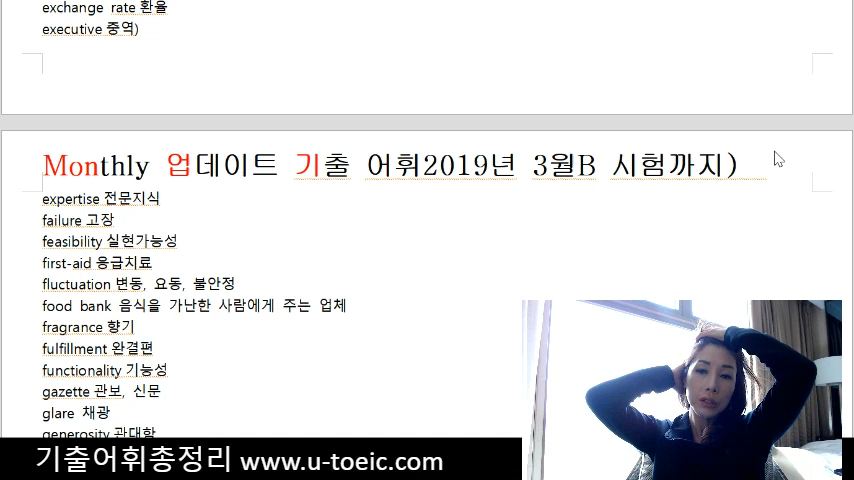 exchange rate 환율
executive 중역)
Monthly 업데이트 기출 어휘2019년 3월B 시험까지)
expertise 전문지식
failure 고장
feasibility 실현가능성
first-aid 응급치료
fluctuation 변동, 요동, 불안정
food bank 음식을 가난한 사람에게 주는 업체
fragrance 향기
fulfillment 완결편
functionality 기능성
gazette 관보, 신문
glare 채광
generosity 관대함
기출어휘총정리 www.u-toeic.com